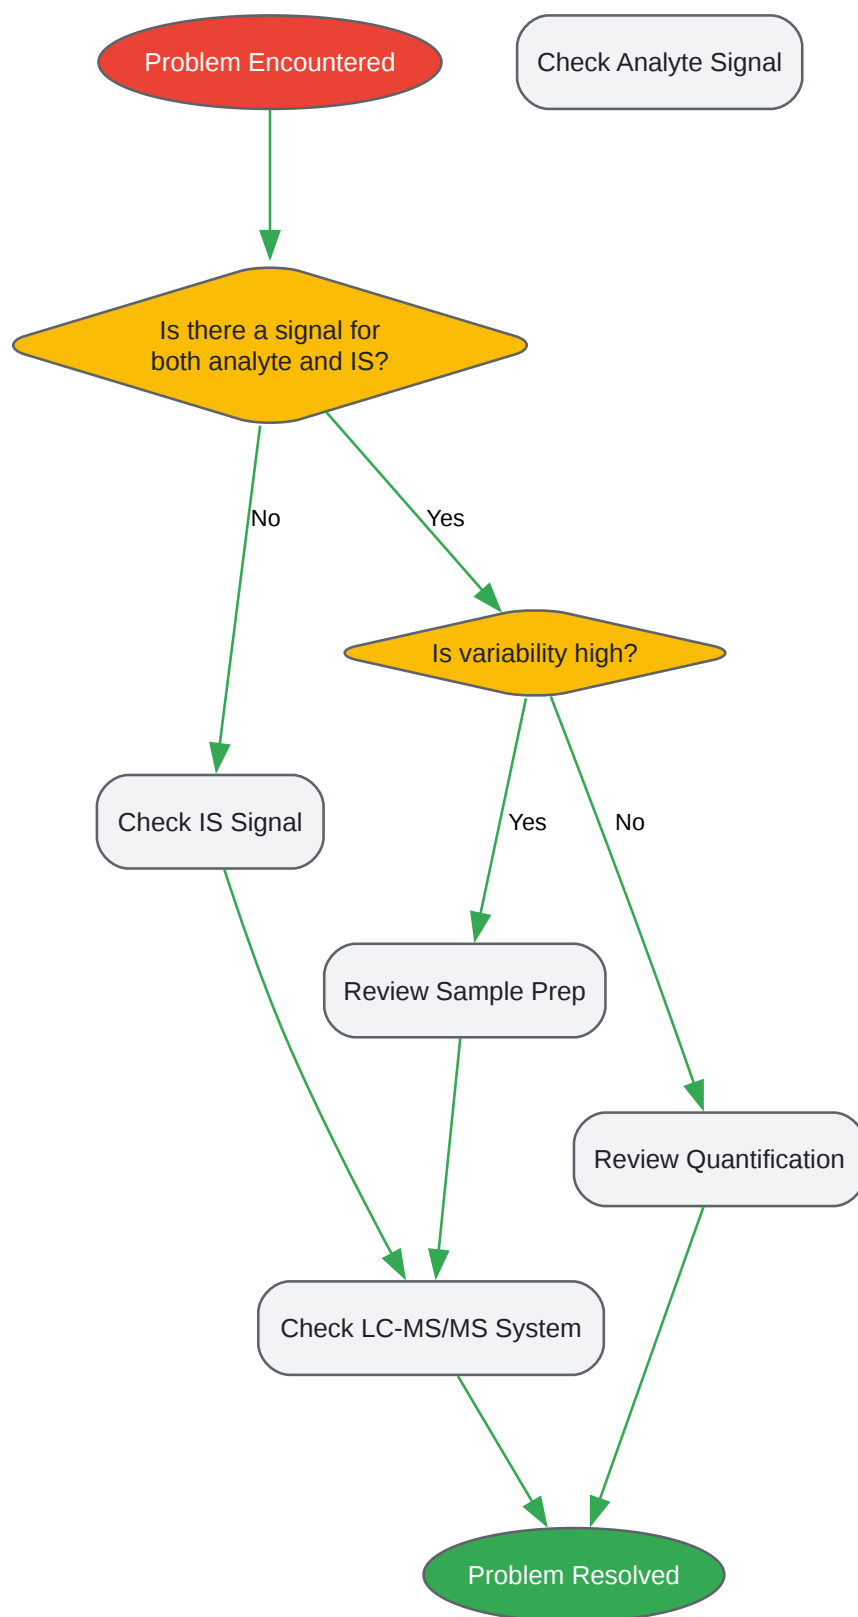 Problem Encountered
Check Analyte Signal
Is there a signal for
both analyte and IS?
No
Yes
Is variability high?
Check IS Signal
Yes
No
Review Sample Prep
Review Quantification
Check LC-MS/MS System
Problem Resolved